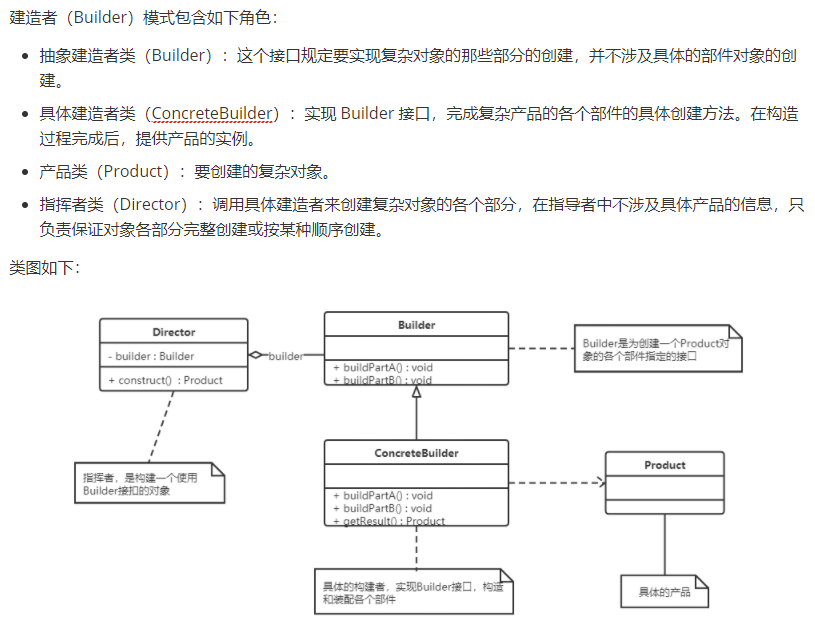 建造者（Builder）模式包含如下角色：
抽象建造者类（Builder）：这个接口规定要实现复杂对象的那些部分的创建，并不涉及具体的部件对象的创
建。
具体建造者类（ConcreteBuilder）：实现 Builder 接口，完成复杂产品的各个部件的具体创建方法。在构造
过程完成后，提供产品的实例。
产品类（Product）：要创建的复杂对象。
指挥者类（Director）：调用具体建造者来创建复杂对象的各个部分，在指导者中不涉及具体产品的信息，只
负责保证对象各部分完整创建或按某种顺序创建。
类图如下：
Director
- builder : Builder
+ construct() : Product
builder
Builder
+ buildPartA() : void
+ buildPartB() : void
Builder是为创建一个Product对
象的各个部件指定的接口
指挥者，是构建一个使用
Builder接扣的对象
ConcreteBuilder
+ buildPartA() : void
+ buildPartB() : void
+ getResult() : Product
Product
具体的构建者，实现Builder接口，构造
和装配各个部件
具体的产品